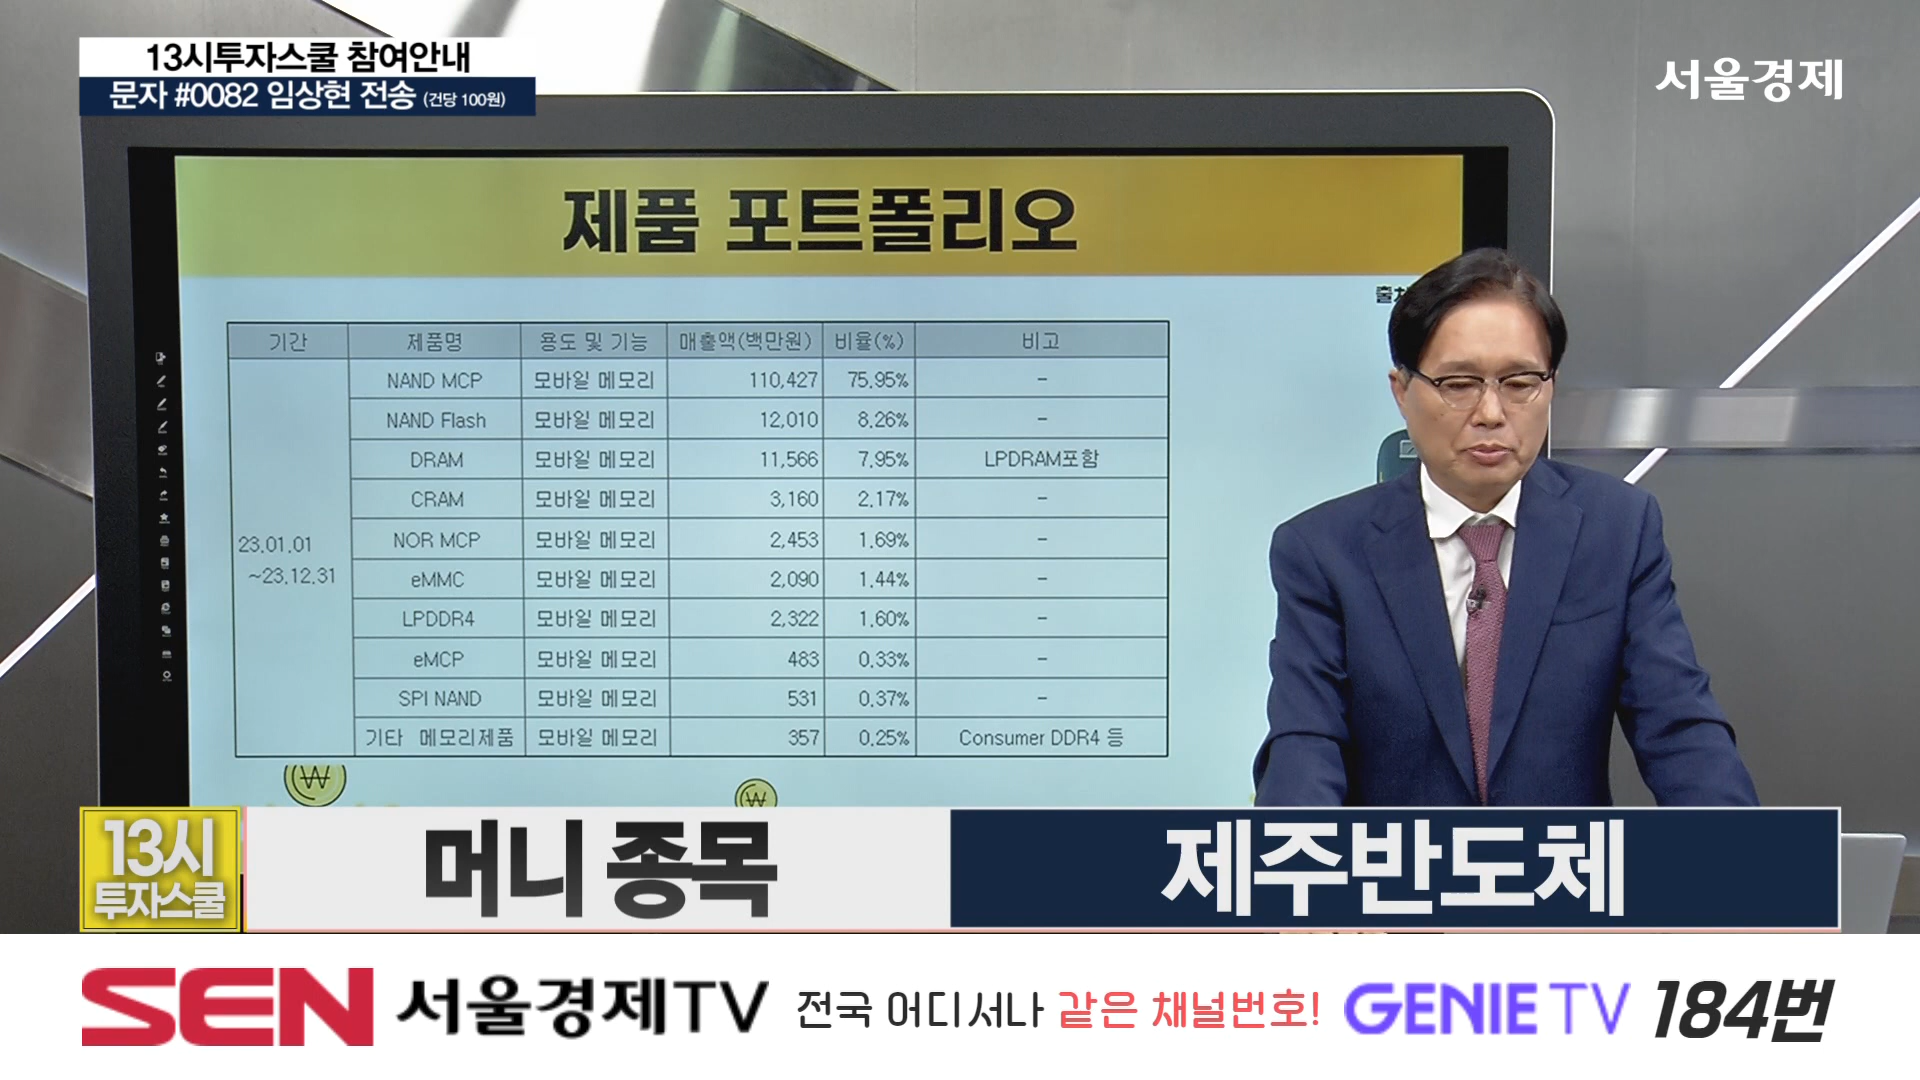 13시투자스쿨 참여안내
문자 #0082 임상현 전송 (건당 100원)
서울경제
제품 포트폴리오
기간 제품명 용도 및 기능 매출액(백만원) 비율(%) 비고
23.01.01
~23.12.31
NAND MCP 모바일 메모리 110,427 75.95% -
NAND Flash 모바일 메모리 12,010 8.26% -
DRAM 모바일 메모리 11,566 7.95% LPDRAM포함
CRAM 모바일 메모리 3,160 2.17% -
NOR MCP 모바일 메모리 2,453 1.69% -
eMMC 모바일 메모리 2,090 1.44% -
LPDDR4 모바일 메모리 2,322 1.60% -
eMCP 모바일 메모리 483 0.33% -
SPI NAND 모바일 메모리 531 0.37% -
기타 메모리제품 모바일 메모리 357 0.25% Consumer DDR4 등
13시
투자스쿨
머니 종목 제주반도체
SEN 서울경제TV 전국 어디서나 같은 채널번호! GENIE TV 184번